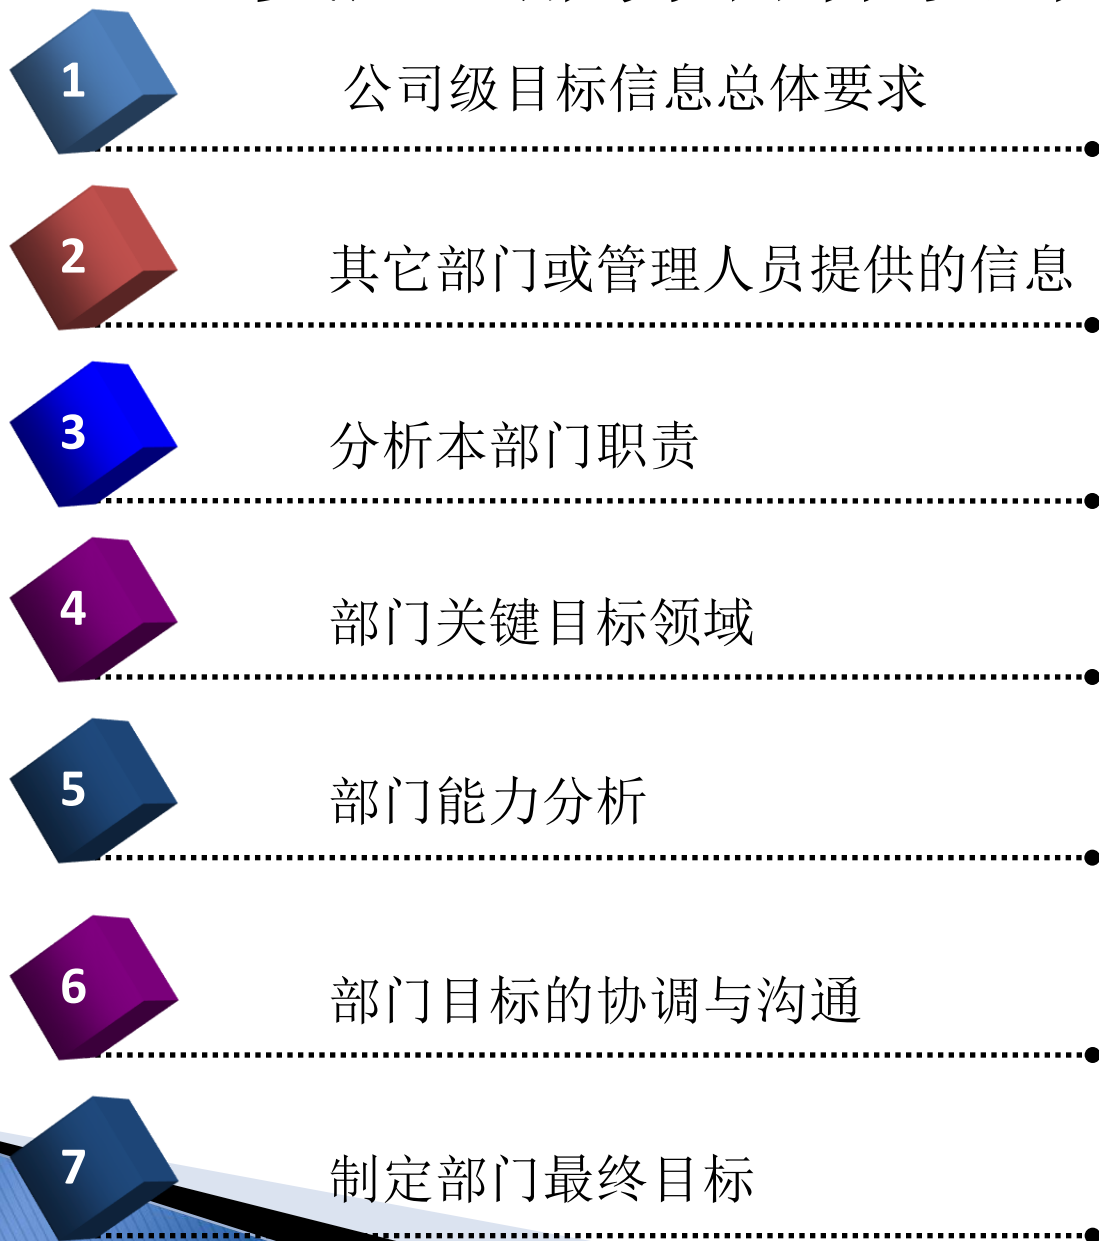 1 公司级目标信息总体要求
2 其它部门或管理人员提供的信息
3 分析本部门职责
4 部门关键目标领域
5 部门能力分析
6 部门目标的协调与沟通
7 制定部门最终目标